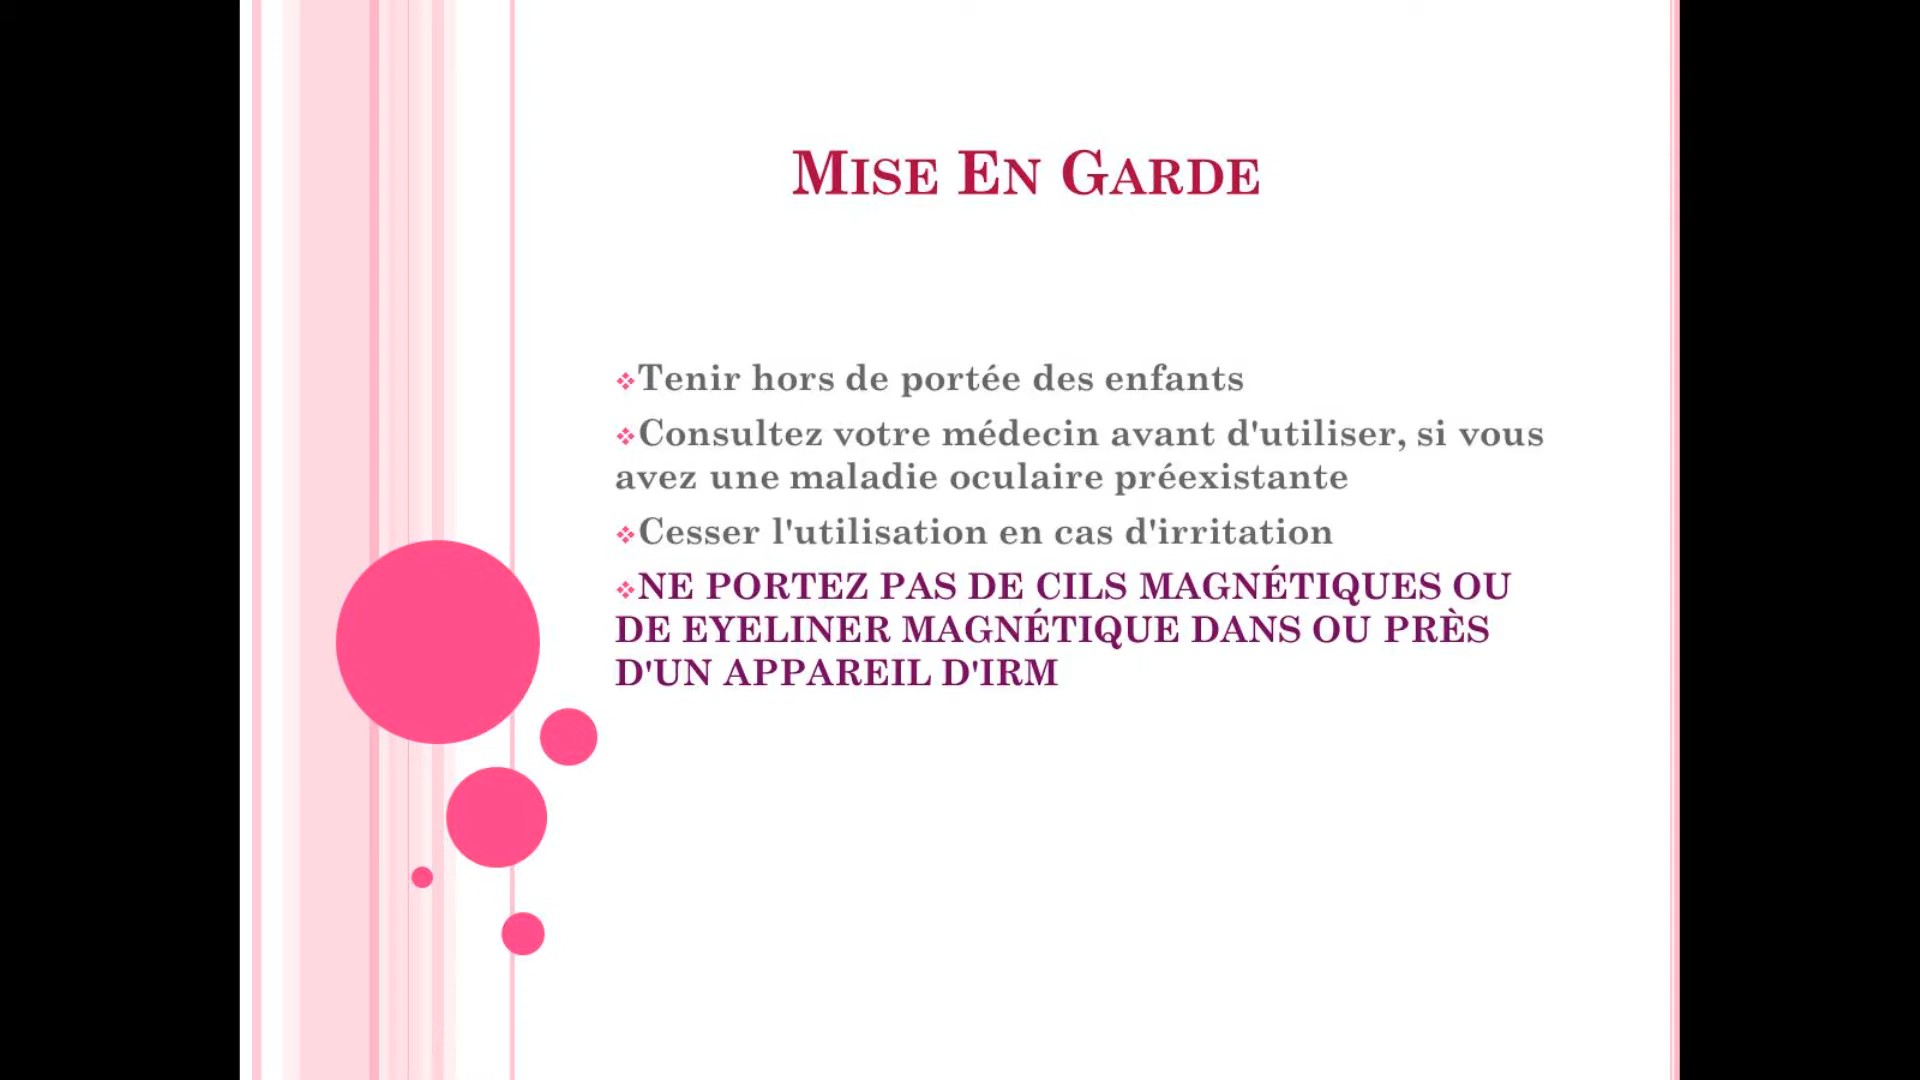 Mise En Garde
❖Tenir hors de portée des enfants
❖Consultez votre médecin avant d'utiliser, si vous
avez une maladie oculaire préexistante
❖Cesser l'utilisation en cas d'irritation
❖NE PORTEZ PAS DE CILS MAGNÉTIQUES OU
DE EYELINER MAGNÉTIQUE DANS OU PRÈS
D'UN APPAREIL D'IRM